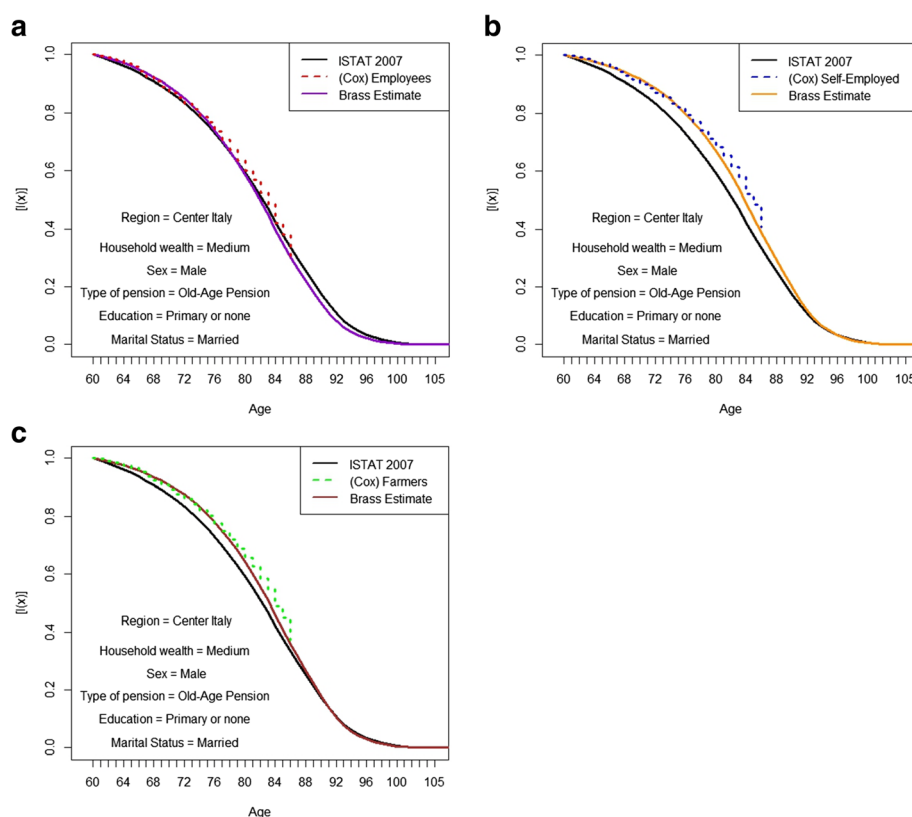 a
ISTAT 2007
(Cox) Employees
Brass Estimate
[l(x)]
1.0
0.8
0.6
0.4
0.2
0.0
Region = Center Italy
Household wealth = Medium
Sex = Male
Type of pension = Old-Age Pension
Education = Primary or none
Marital Status = Married
60 64 68 72 76 80 84 88 92 96 100 105
Age
b
ISTAT 2007
(Cox) Self-Employed
Brass Estimate
[l(x)]
1.0
0.8
0.6
0.4
0.2
0.0
Region = Center Italy
Household wealth = Medium
Sex = Male
Type of pension = Old-Age Pension
Education = Primary or none
Marital Status = Married
60 64 68 72 76 80 84 88 92 96 100 105
Age
c
ISTAT 2007
(Cox) Farmers
Brass Estimate
[l(x)]
1.0
0.8
0.6
0.4
0.2
0.0
Region = Center Italy
Household wealth = Medium
Sex = Male
Type of pension = Old-Age Pension
Education = Primary or none
Marital Status = Married
60 64 68 72 76 80 84 88 92 96 100 105
Age